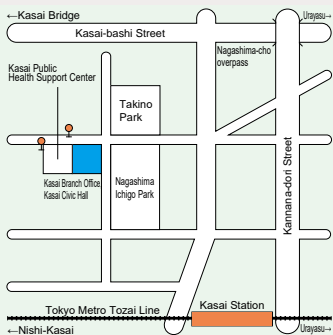 ←Kasai Bridge
Urayasu→
Kasai-bashi Street
Nagashima-cho
overpass
Kasai Public
Health Support Center
Takino
Park
Kannana-dori Street
Kasai Branch Office,
Kasai Civic Hall
Nagashima
Ichigo Park
Tokyo Metro Tozai Line
Kasai Station
←Nishi-Kasai
Urayasu→